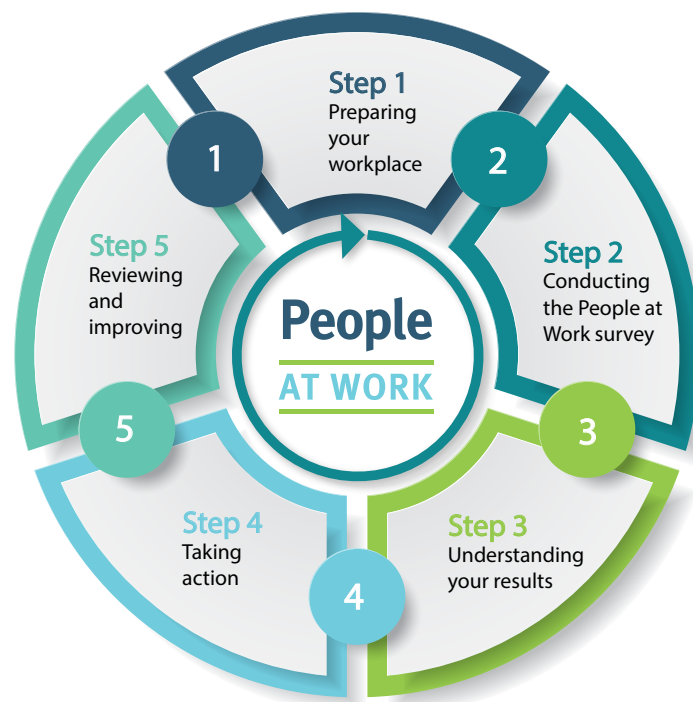 Step 1
Preparing
your
workplace
1
2
Step 2
Conducting
the People at
Work survey
3
Step 3
Understanding
your results
4
Step 4
Taking
action
5
Step 5
Reviewing
and
improving
People
AT WORK